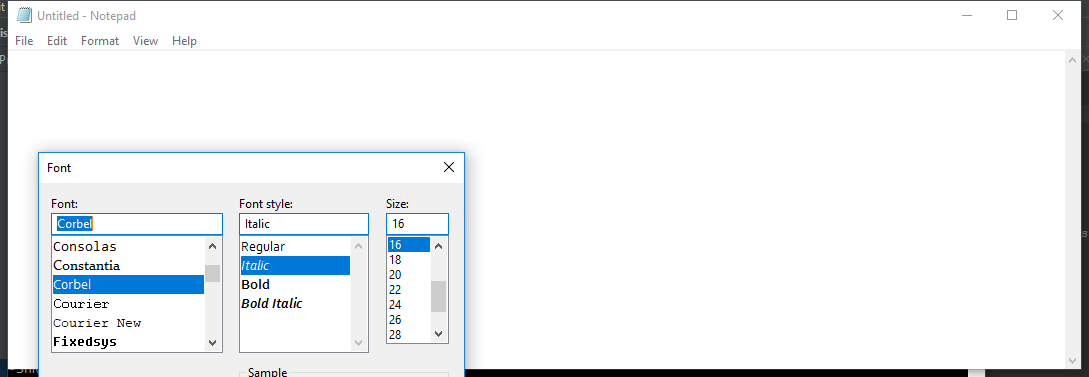 Untitled - Notepad
File Edit Format View Help
Font
Font: Font style: Size:
Corbel Italic 16
Consolas Regular 16
Constantia Italic 18
Corbel Bold 20
Courier Bold Italic 22
Courier New 24
Fixedsys 26
28
Sample